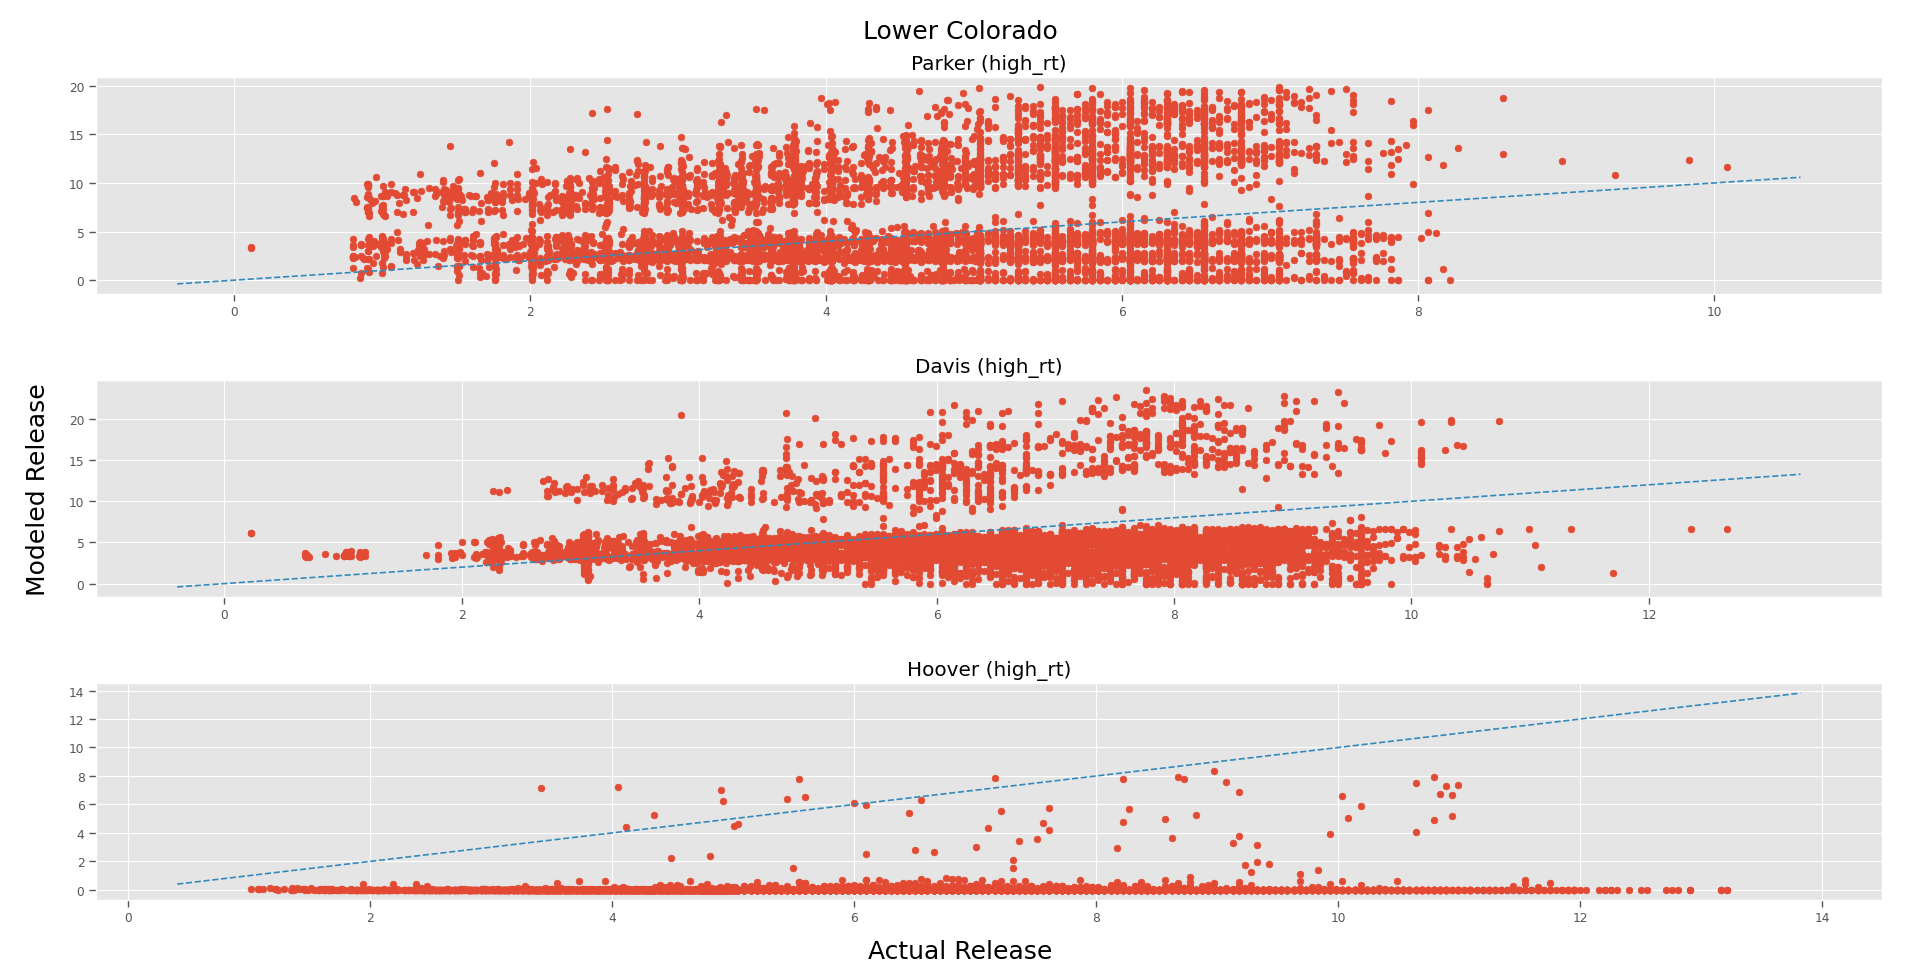 Lower Colorado
Parker (high_rt)
20
15
10
5
0
0 2 4 6 8 10
Davis (high_rt)
20
15
10
5
0
0 2 4 6 8 10 12
Modeled Release
Hoover (high_rt)
14
12
10
8
6
4
2
0
0 2 4 6 8 10 12 14
Actual Release